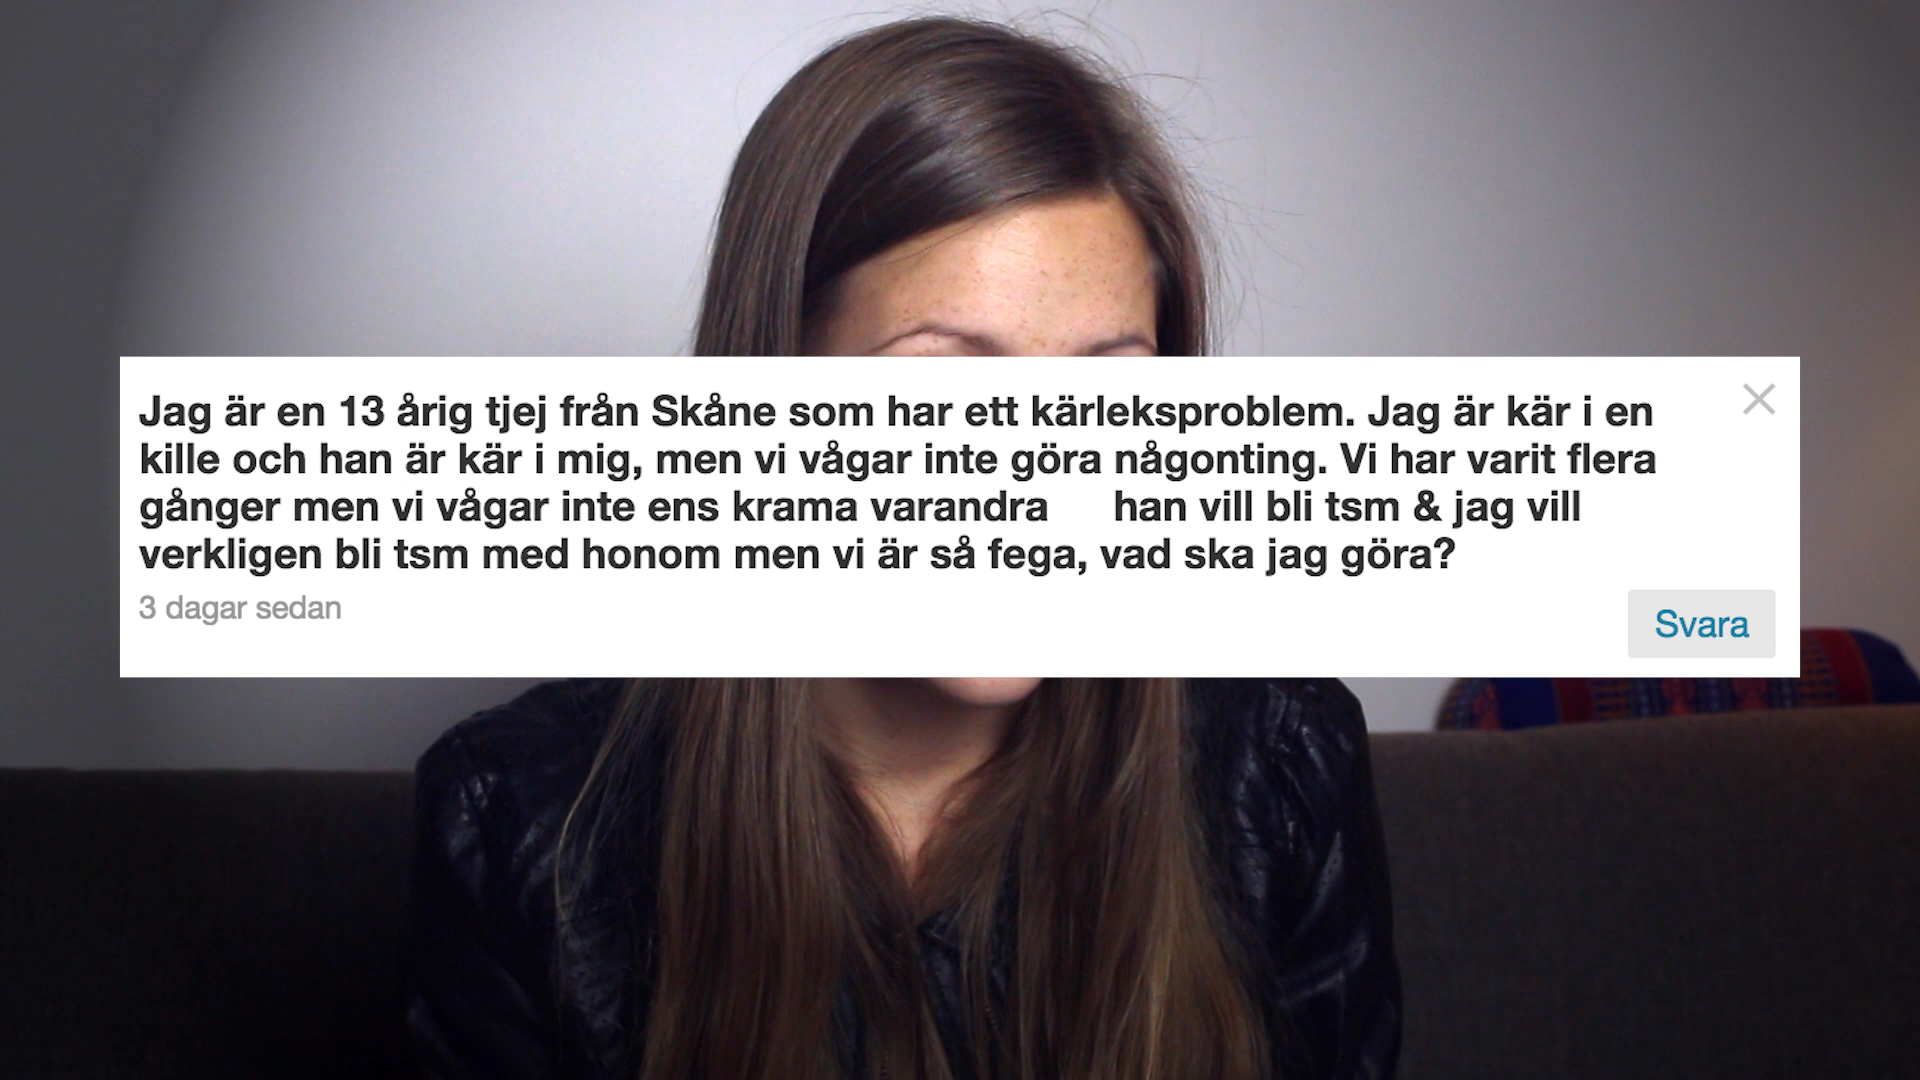 Jag är en 13 årig tjej från Skåne som har ett kärleksproblem. Jag är kär i en
kille och han är kär i mig, men vi vågar inte göra någonting. Vi har varit flera
gånger men vi vågar inte ens krama varandra han vill bli tsm & jag vill
verkligen bli tsm med honom men vi är så fega, vad ska jag göra?
3 dagar sedan
Svara